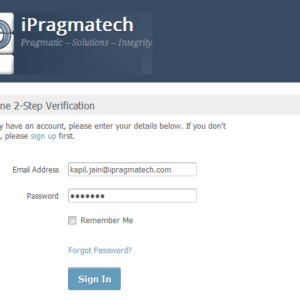 iPragmatech
Pragmatic – Solutions – Integrity
ne 2-Step Verification
y have an account, please enter your details below. If you don't
, please sign up first.
Email Address kapil.jain@ipragmatech.com
Password •••••••
Remember Me
Forgot Password?
Sign In